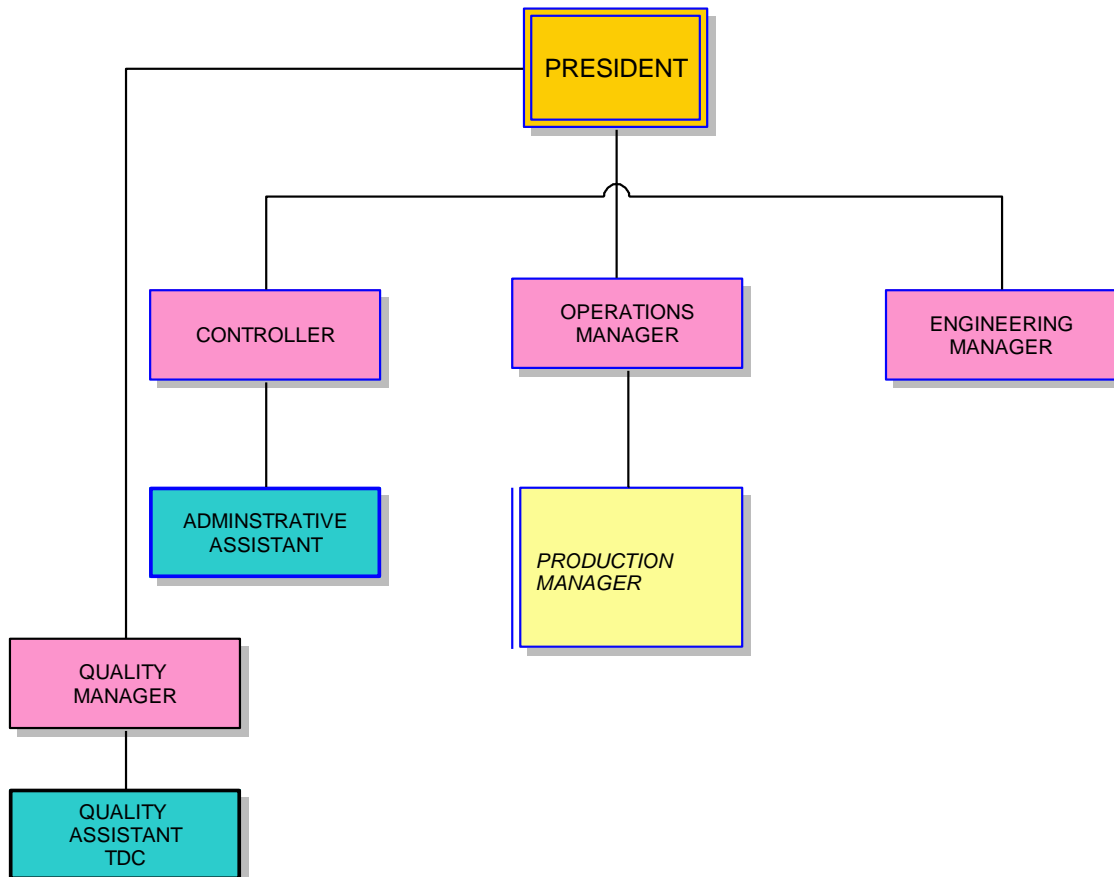 PRESIDENT
CONTROLLER
OPERATIONS
MANAGER
ENGINEERING
MANAGER
ADMINSTRATIVE
ASSISTANT
PRODUCTION
MANAGER
QUALITY
MANAGER
QUALITY
ASSISTANT
TDC